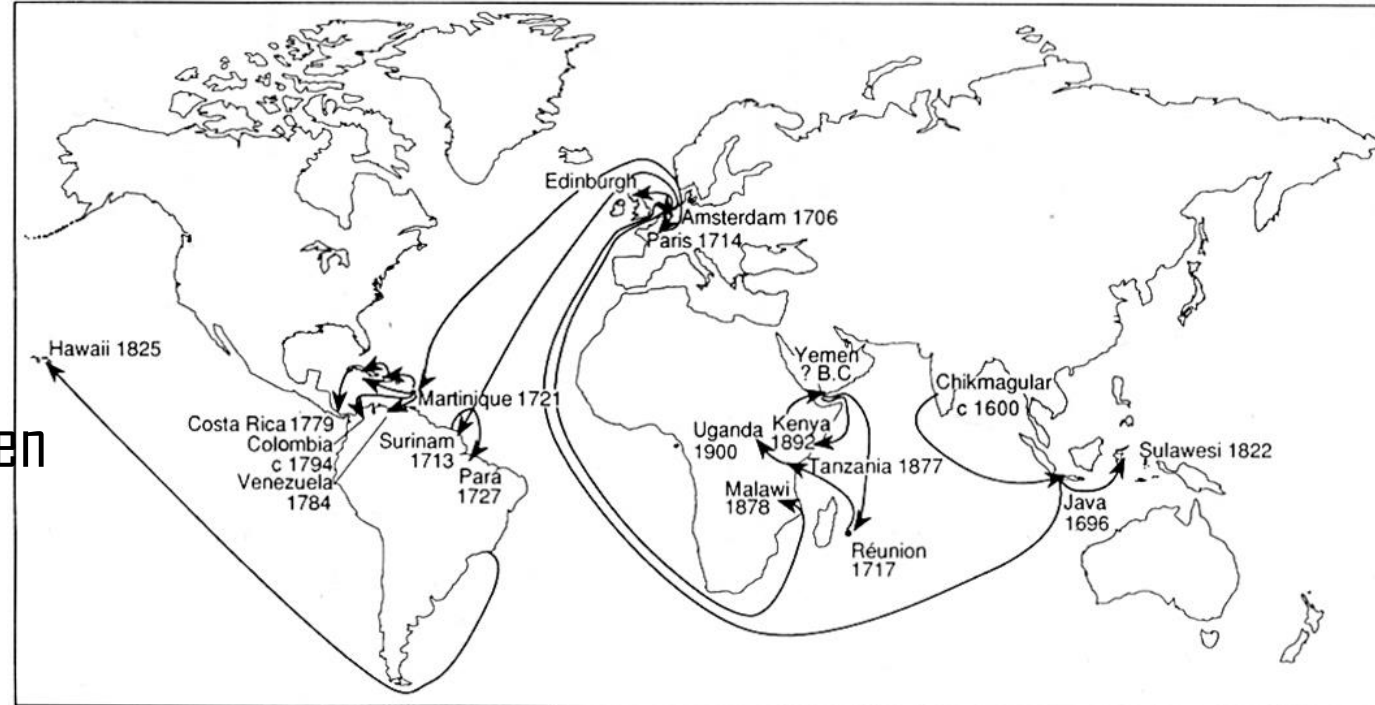 Edinburgh
Amsterdam 1706
Paris 1714
Hawaii 1825
Yemen
? B.C
Chikmagular
c 1600
Martinique 1721
Costa Rica 1779
Colombia
c 1794
Venezuela
1784
Surinam
1713
Para
1727
Uganda
1900
Kenya
1892
Tanzania 1877
Malawi
1878
Réunion
1717
Sulawesi 1822
Java
1696
en